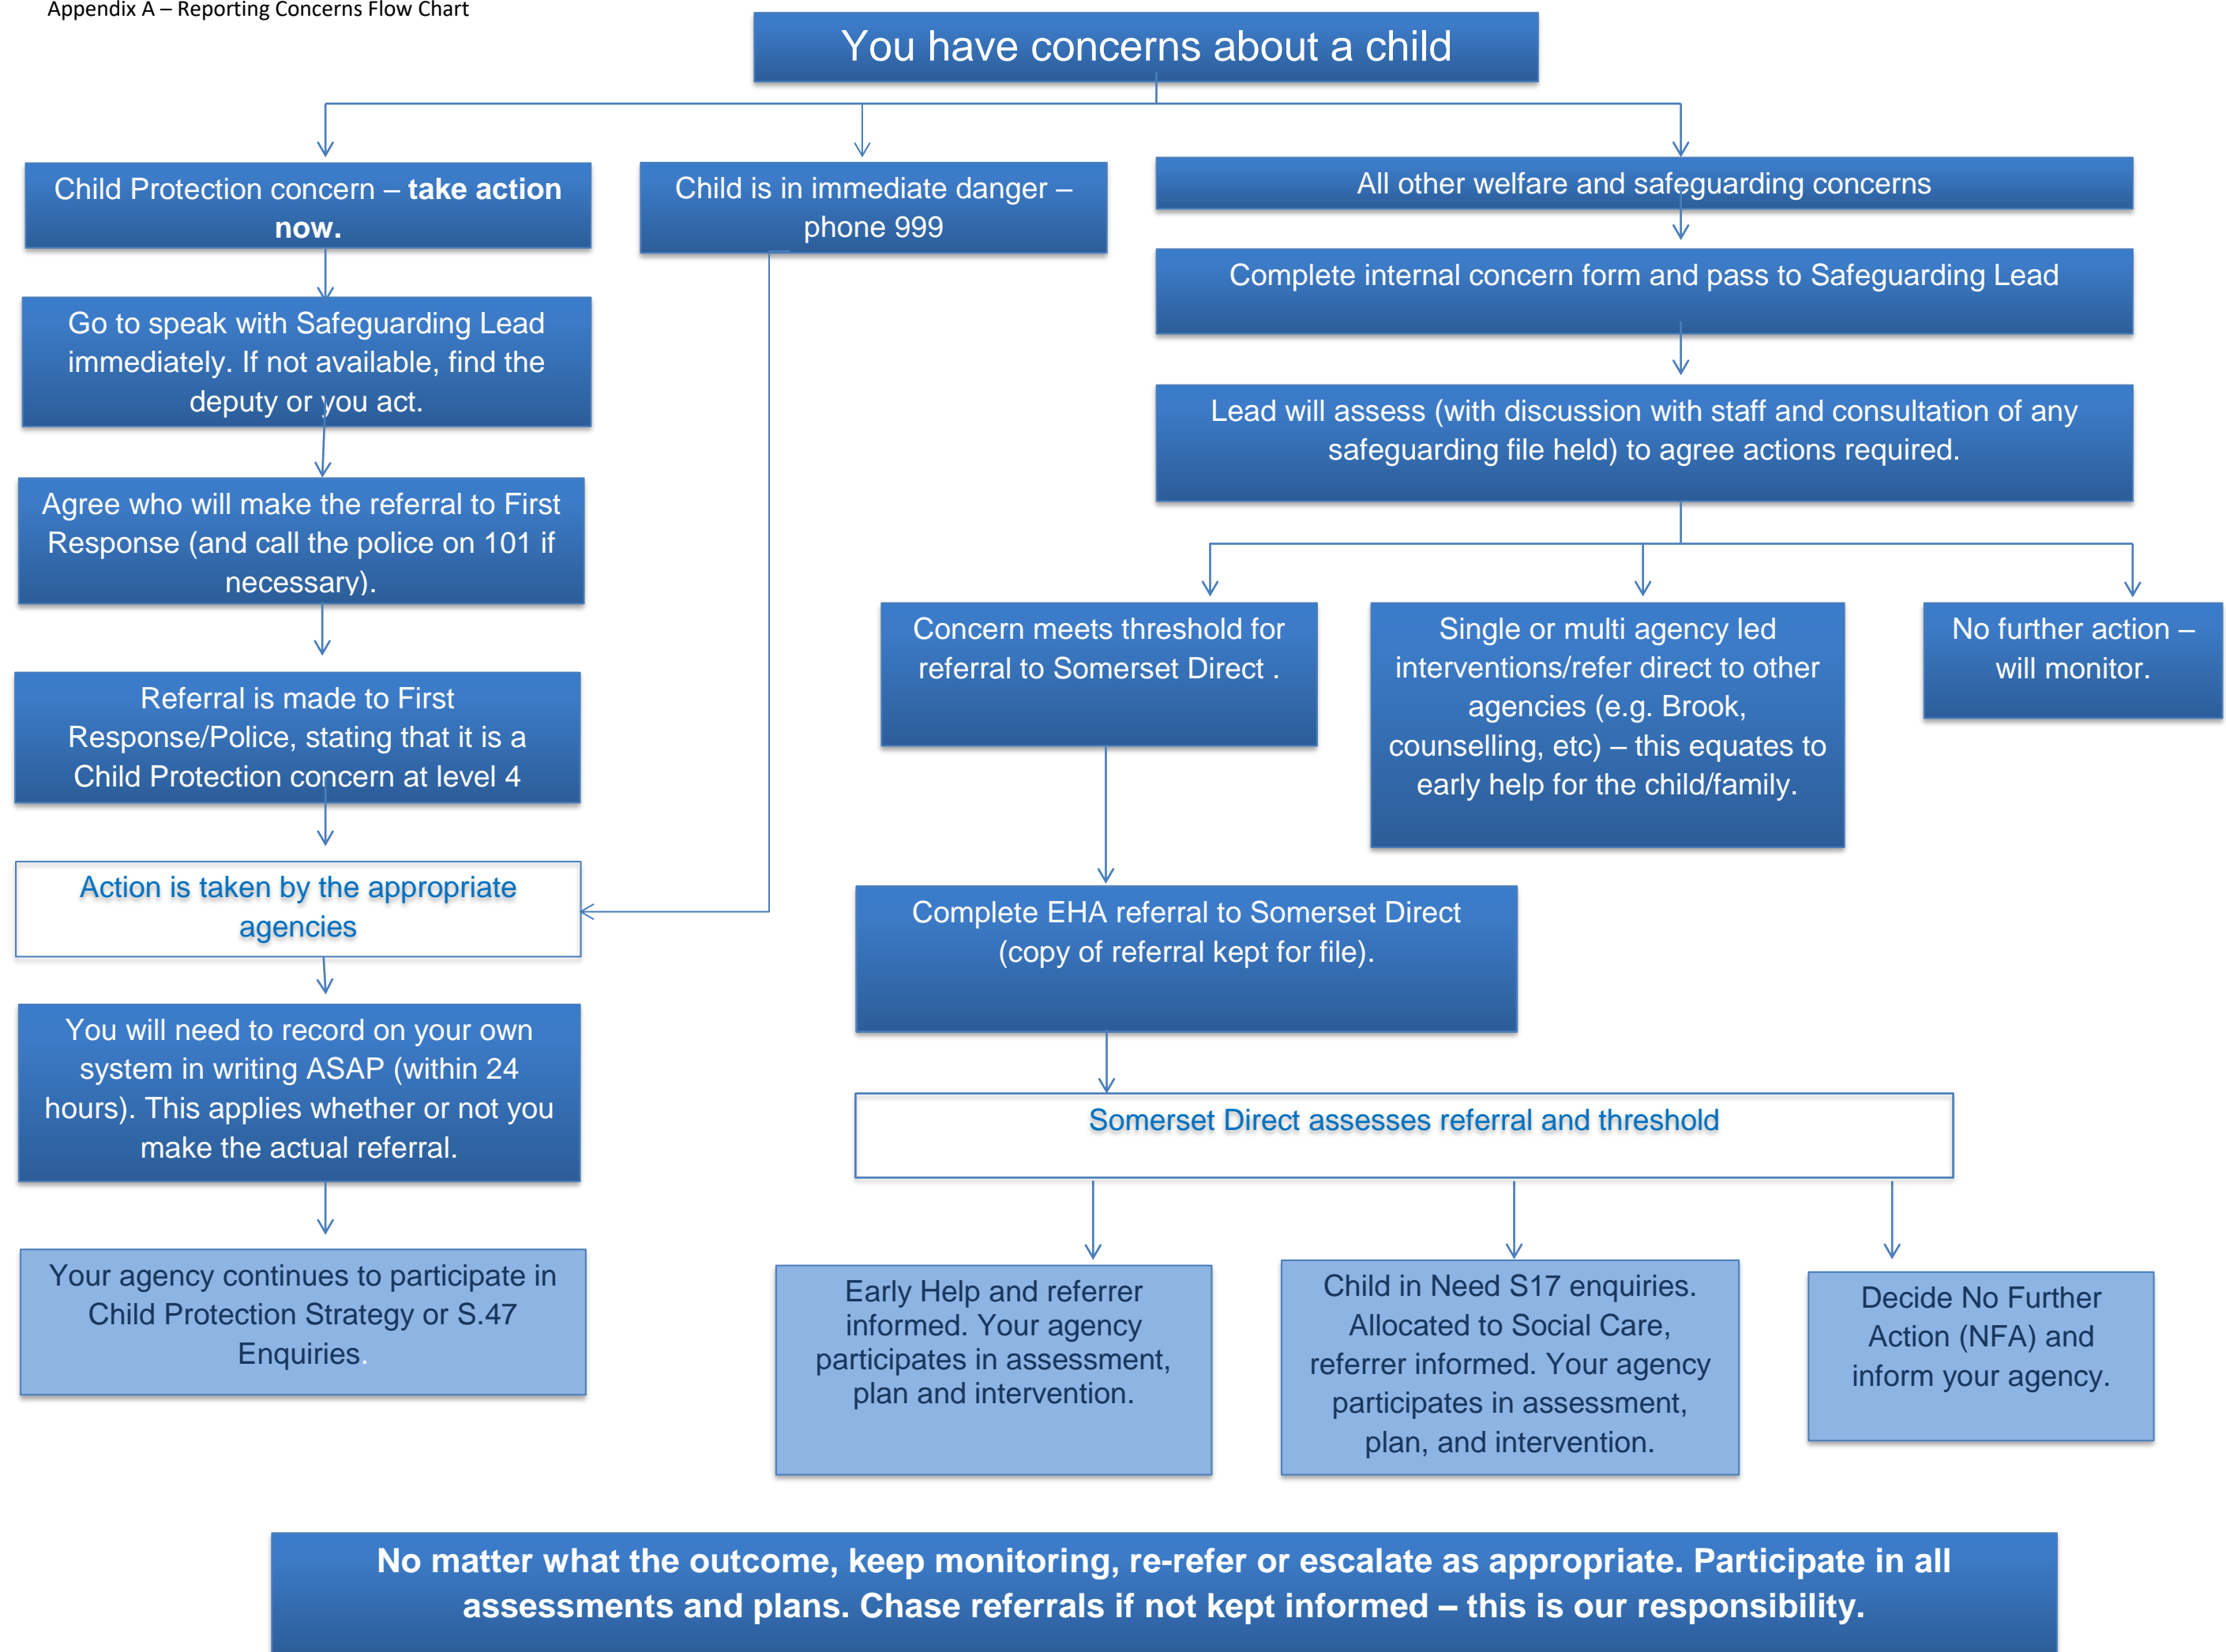 Appendix A – Reporting Concerns Flow Chart
You have concerns about a child
Child Protection concern – take action
now.
Child is in immediate danger –
phone 999
All other welfare and safeguarding concerns
Go to speak with Safeguarding Lead
immediately. If not available, find the
deputy or you act.
Complete internal concern form and pass to Safeguarding Lead
Lead will assess (with discussion with staff and consultation of any
safeguarding file held) to agree actions required.
Agree who will make the referral to First
Response (and call the police on 101 if
necessary).
Referral is made to First
Response/Police, stating that it is a
Child Protection concern at level 4
Concern meets threshold for
referral to Somerset Direct .
Single or multi agency led
interventions/refer direct to other
agencies (e.g. Brook,
counselling, etc) – this equates to
early help for the child/family.
No further action –
will monitor.
Action is taken by the appropriate
agencies
Complete EHA referral to Somerset Direct
(copy of referral kept for file).
You will need to record on your own
system in writing ASAP (within 24
hours). This applies whether or not you
make the actual referral.
Somerset Direct assesses referral and threshold
Your agency continues to participate in
Child Protection Strategy or S.47
Enquiries.
Early Help and referrer
informed. Your agency
participates in assessment,
plan and intervention.
Child in Need S17 enquiries.
Allocated to Social Care,
referrer informed. Your agency
participates in assessment,
plan, and intervention.
Decide No Further
Action (NFA) and
inform your agency.
No matter what the outcome, keep monitoring, re-refer or escalate as appropriate. Participate in all
assessments and plans. Chase referrals if not kept informed – this is our responsibility.